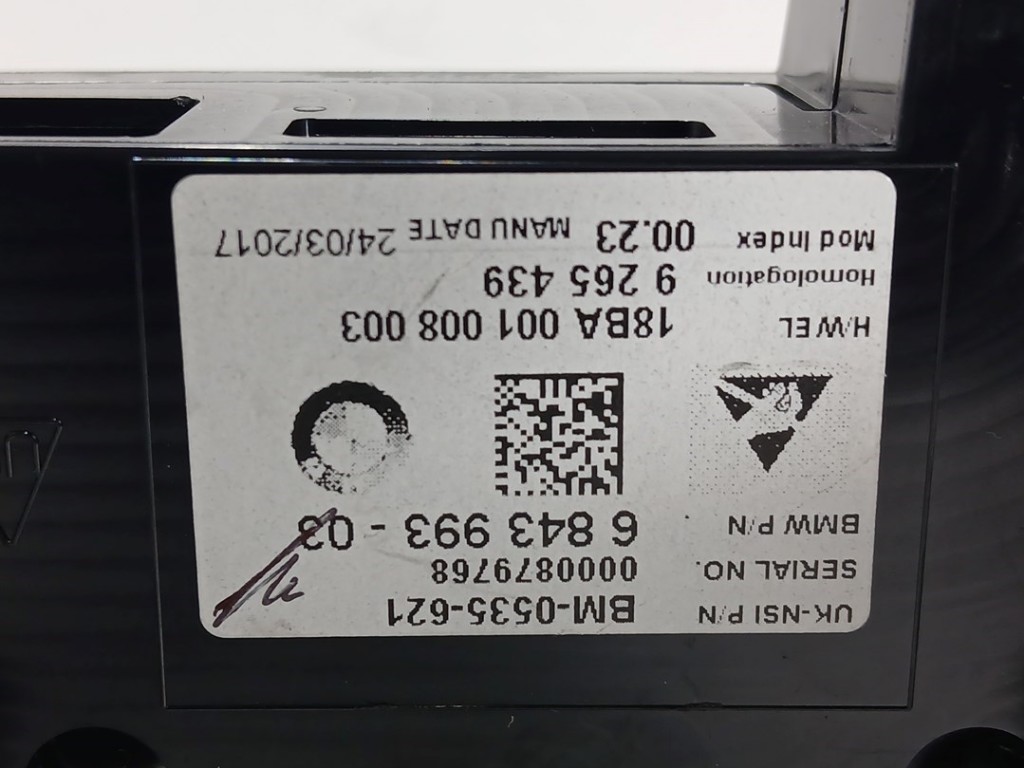 UK-NSI P/N BM-0535-621
SERIAL NO. 0000879768
BMW P/N 6 843 993 - 03
H/W EL 18BA 001 008 003
Homologation 9 265 439
Mod Index 00.23 MANU DATE 24/03/2017